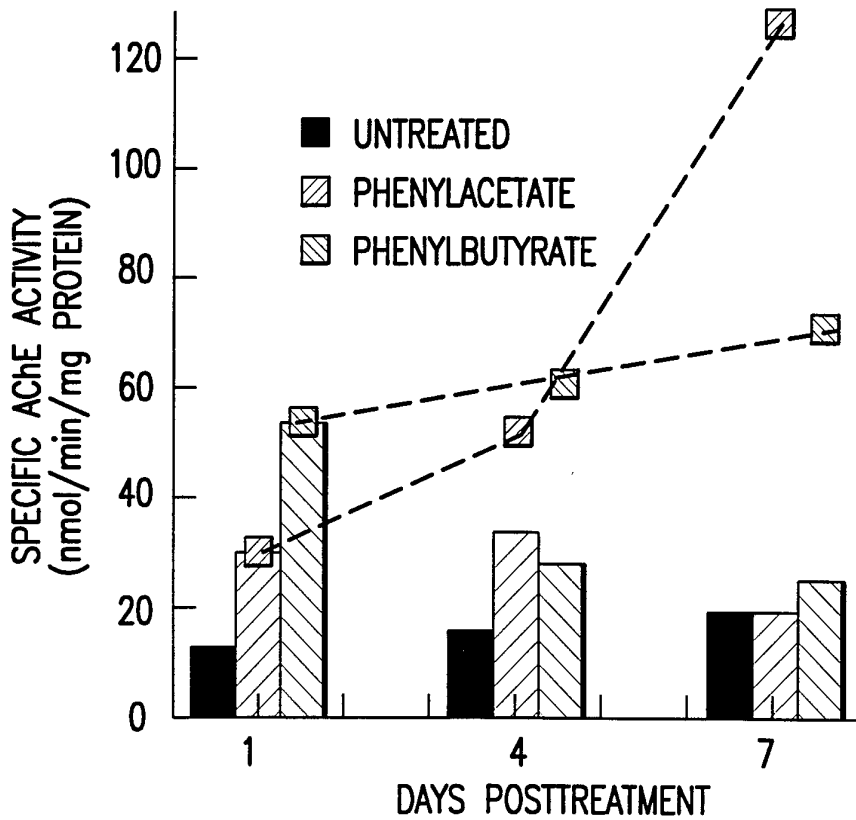 SPECIFIC AChE ACTIVITY
(nmol/min/mg PROTEIN)
120
100
80
60
40
20
0
UNTREATED
PHENYLACETATE
PHENYLBUTYRATE
1
4
7
DAYS POSTTREATMENT